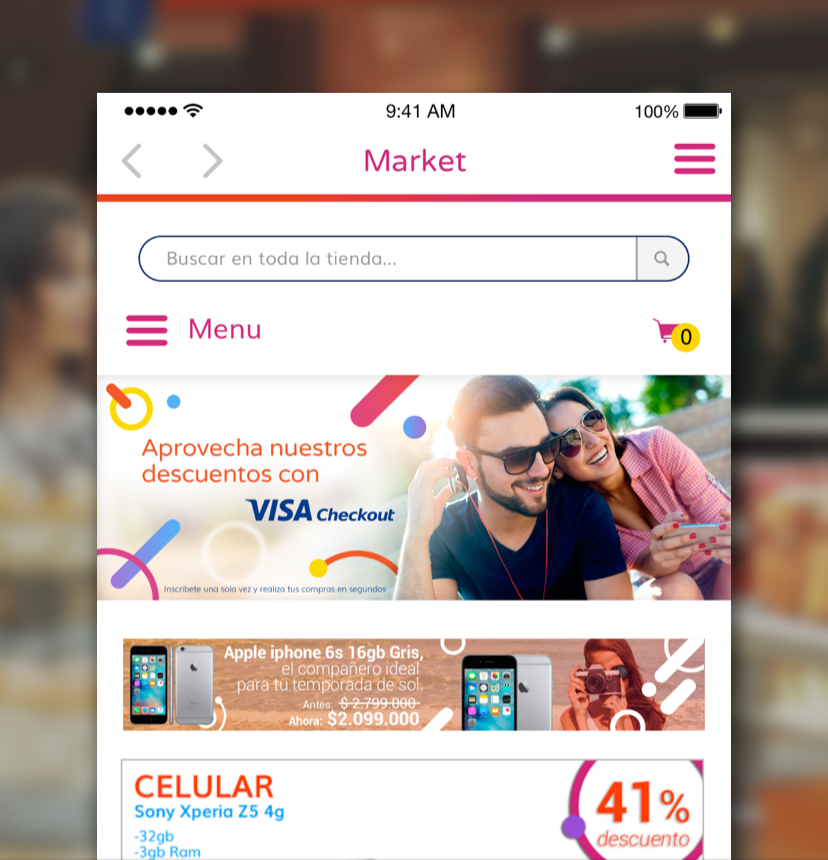 9:41 AM
100%
Market
Buscar en toda la tienda...
Menu
0
Aprovecha nuestros
descuentos con
VISA Checkout
Inscríbete una sola vez y realiza tus compras en segundos
Apple iphone 6s 16gb Gris,
el compañero ideal
para tu temporada de sol.
Antes: $ 2.799.000
Ahora: $2.099.000
CELULAR
Sony Xperia Z5 4g
-32gb
-3gb Ram
41%
descuento